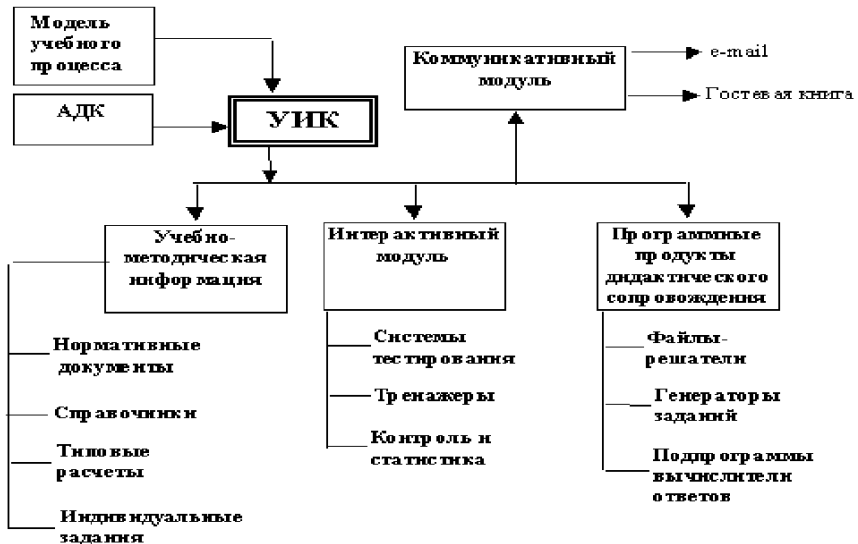 Модель
учебного
процесса
АДК
УИК
Коммуникативный
модуль
e-mail
Гостевая книга
Учебно-
методическая
информация
Нормативные
документы
Справочники
Типовые
расчеты
Индивидуальные
задания
Интерактивный
модуль
Системы
тестирования
Тренажеры
Контроль и
статистика
Программные
продукты
дидактического
сопровождения
Файлы-
решатели
Генераторы
заданий
Подпрограммы
вычислители
ответов